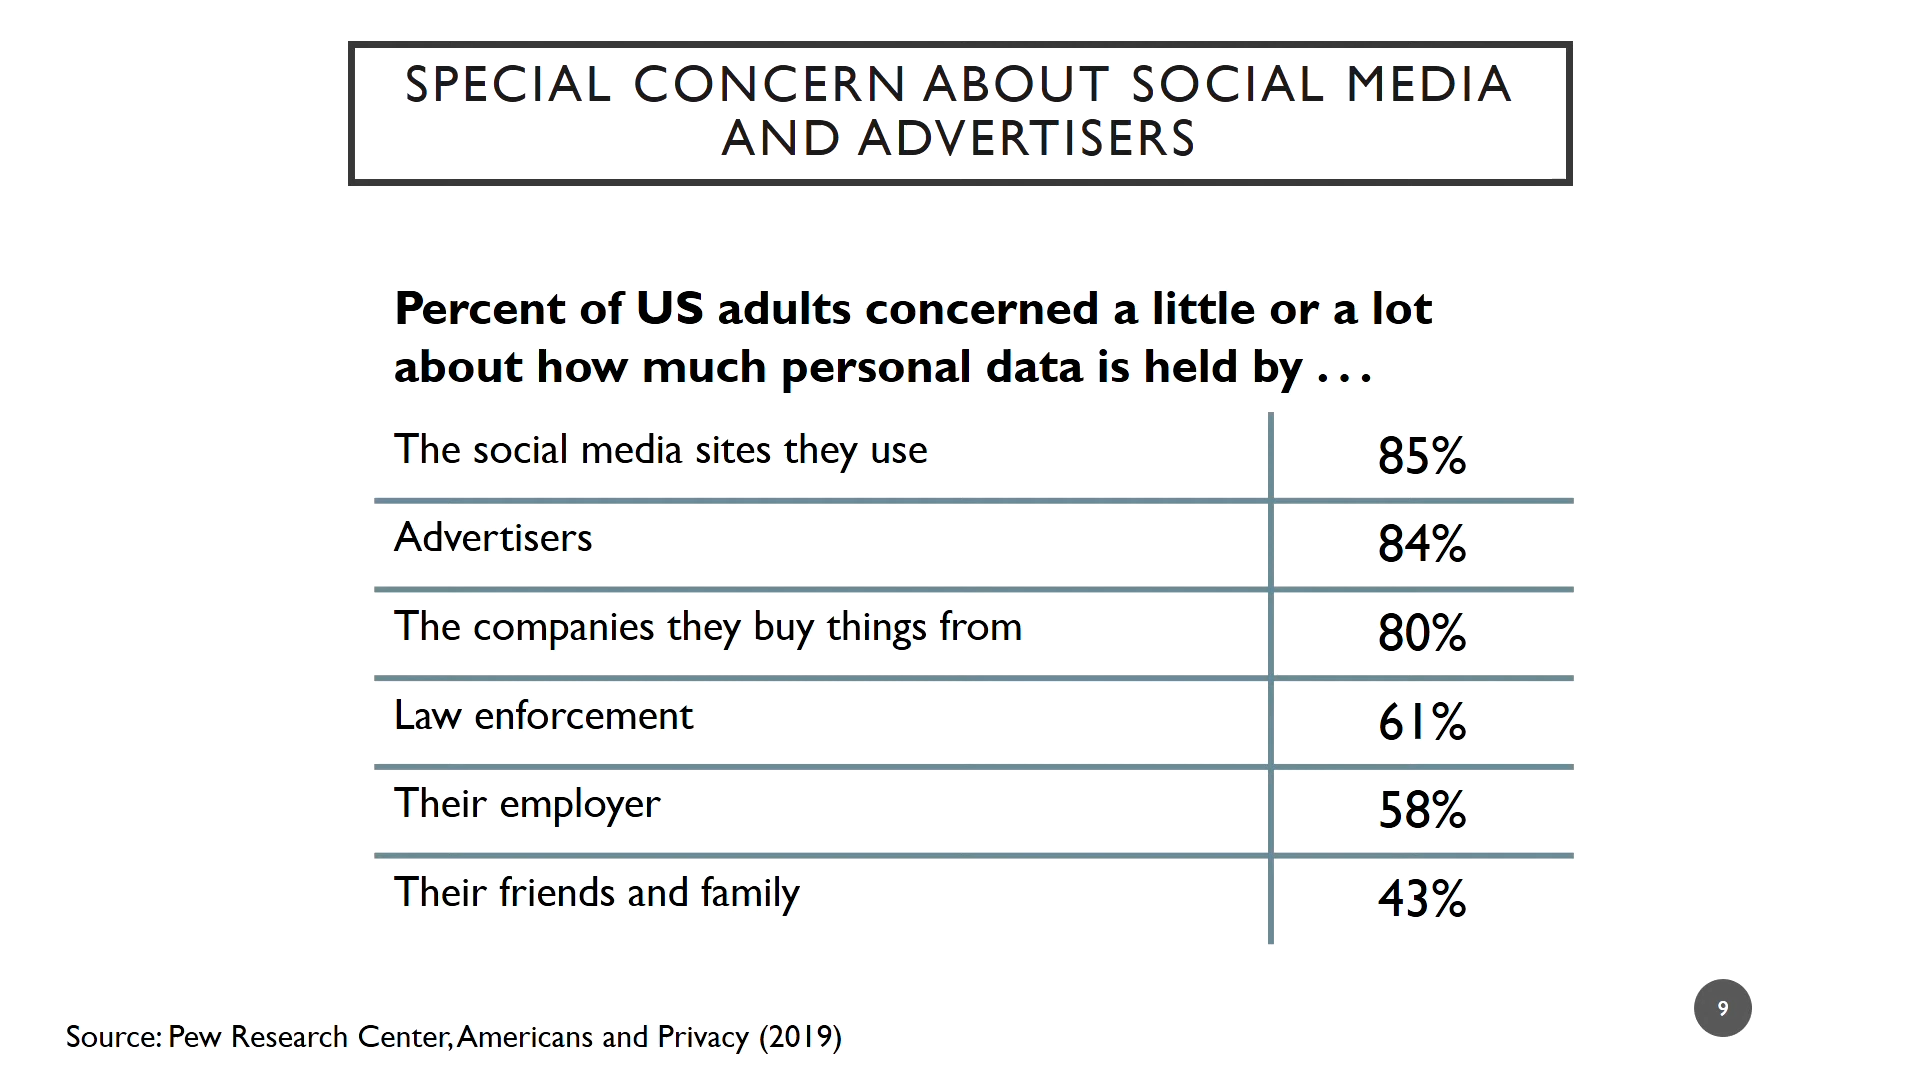 SPECIAL CONCERN ABOUT SOCIAL MEDIA
AND ADVERTISERS
Percent of US adults concerned a little or a lot
about how much personal data is held by . . .
The social media sites they use 85%
Advertisers 84%
The companies they buy things from 80%
Law enforcement 61%
Their employer 58%
Their friends and family 43%
9
Source: Pew Research Center, Americans and Privacy (2019)